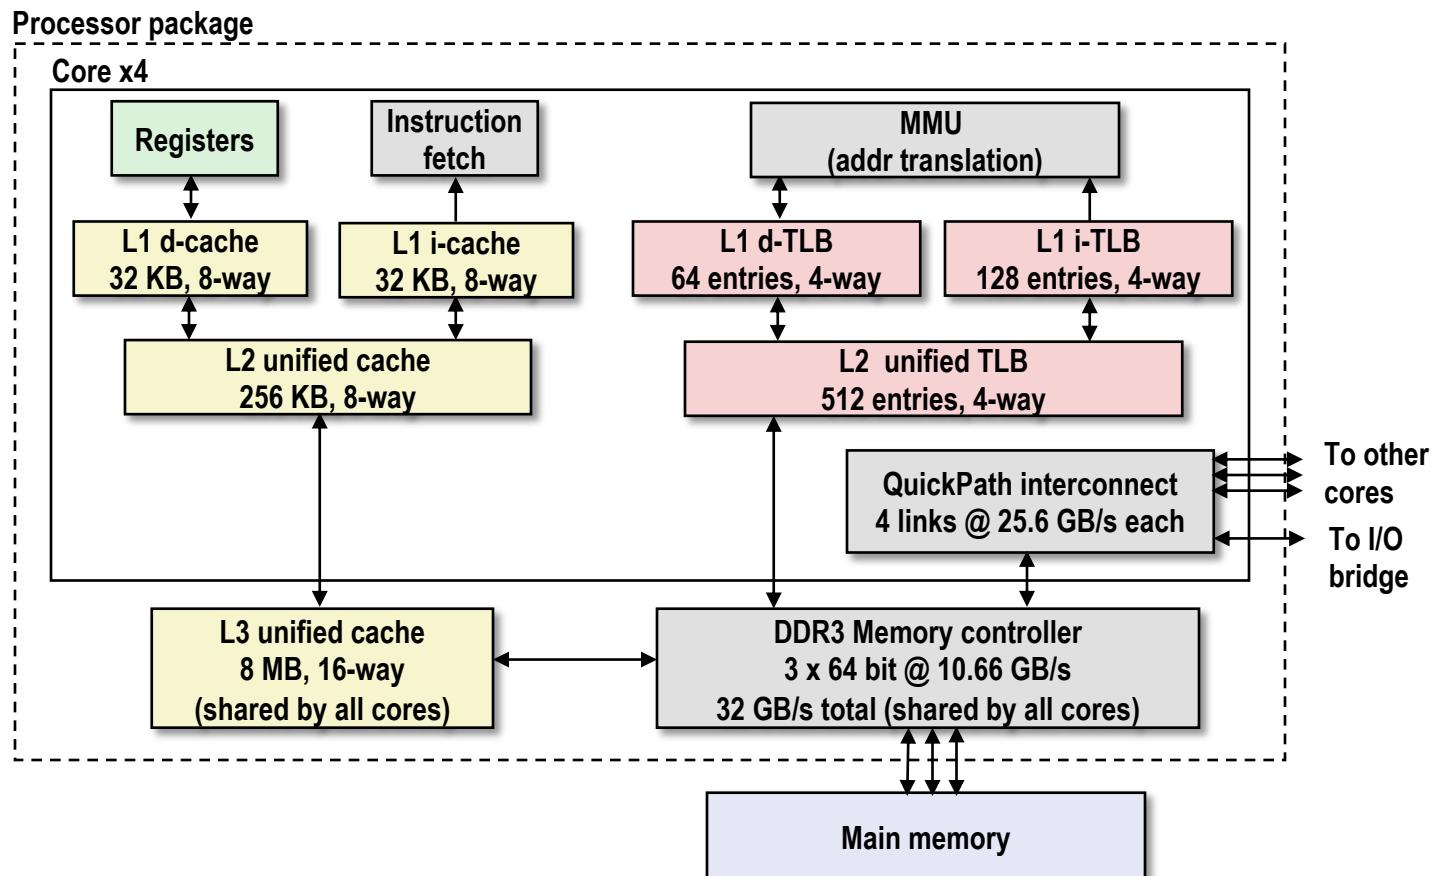 Processor package
Core x4
Registers
Instruction
fetch
MMU
(addr translation)
L1 d-cache
32 KB, 8-way
L1 i-cache
32 KB, 8-way
L1 d-TLB
64 entries, 4-way
L1 i-TLB
128 entries, 4-way
L2 unified cache
256 KB, 8-way
L2 unified TLB
512 entries, 4-way
QuickPath interconnect
4 links @ 25.6 GB/s each
To other
cores
To I/O
bridge
L3 unified cache
8 MB, 16-way
(shared by all cores)
DDR3 Memory controller
3 x 64 bit @ 10.66 GB/s
32 GB/s total (shared by all cores)
Main memory